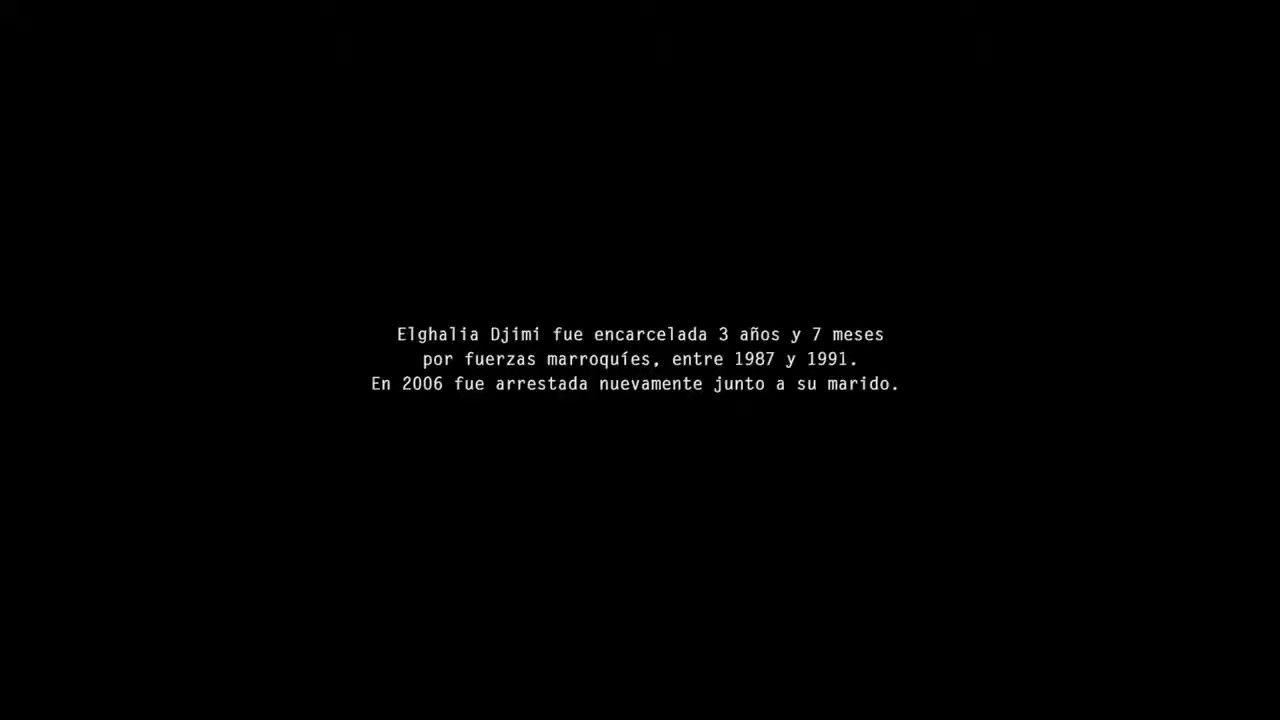 Elghalia Djimi fue encarcelada 3 años y 7 meses
por fuerzas marroquíes, entre 1987 y 1991.
En 2006 fue arrestada nuevamente junto a su marido.